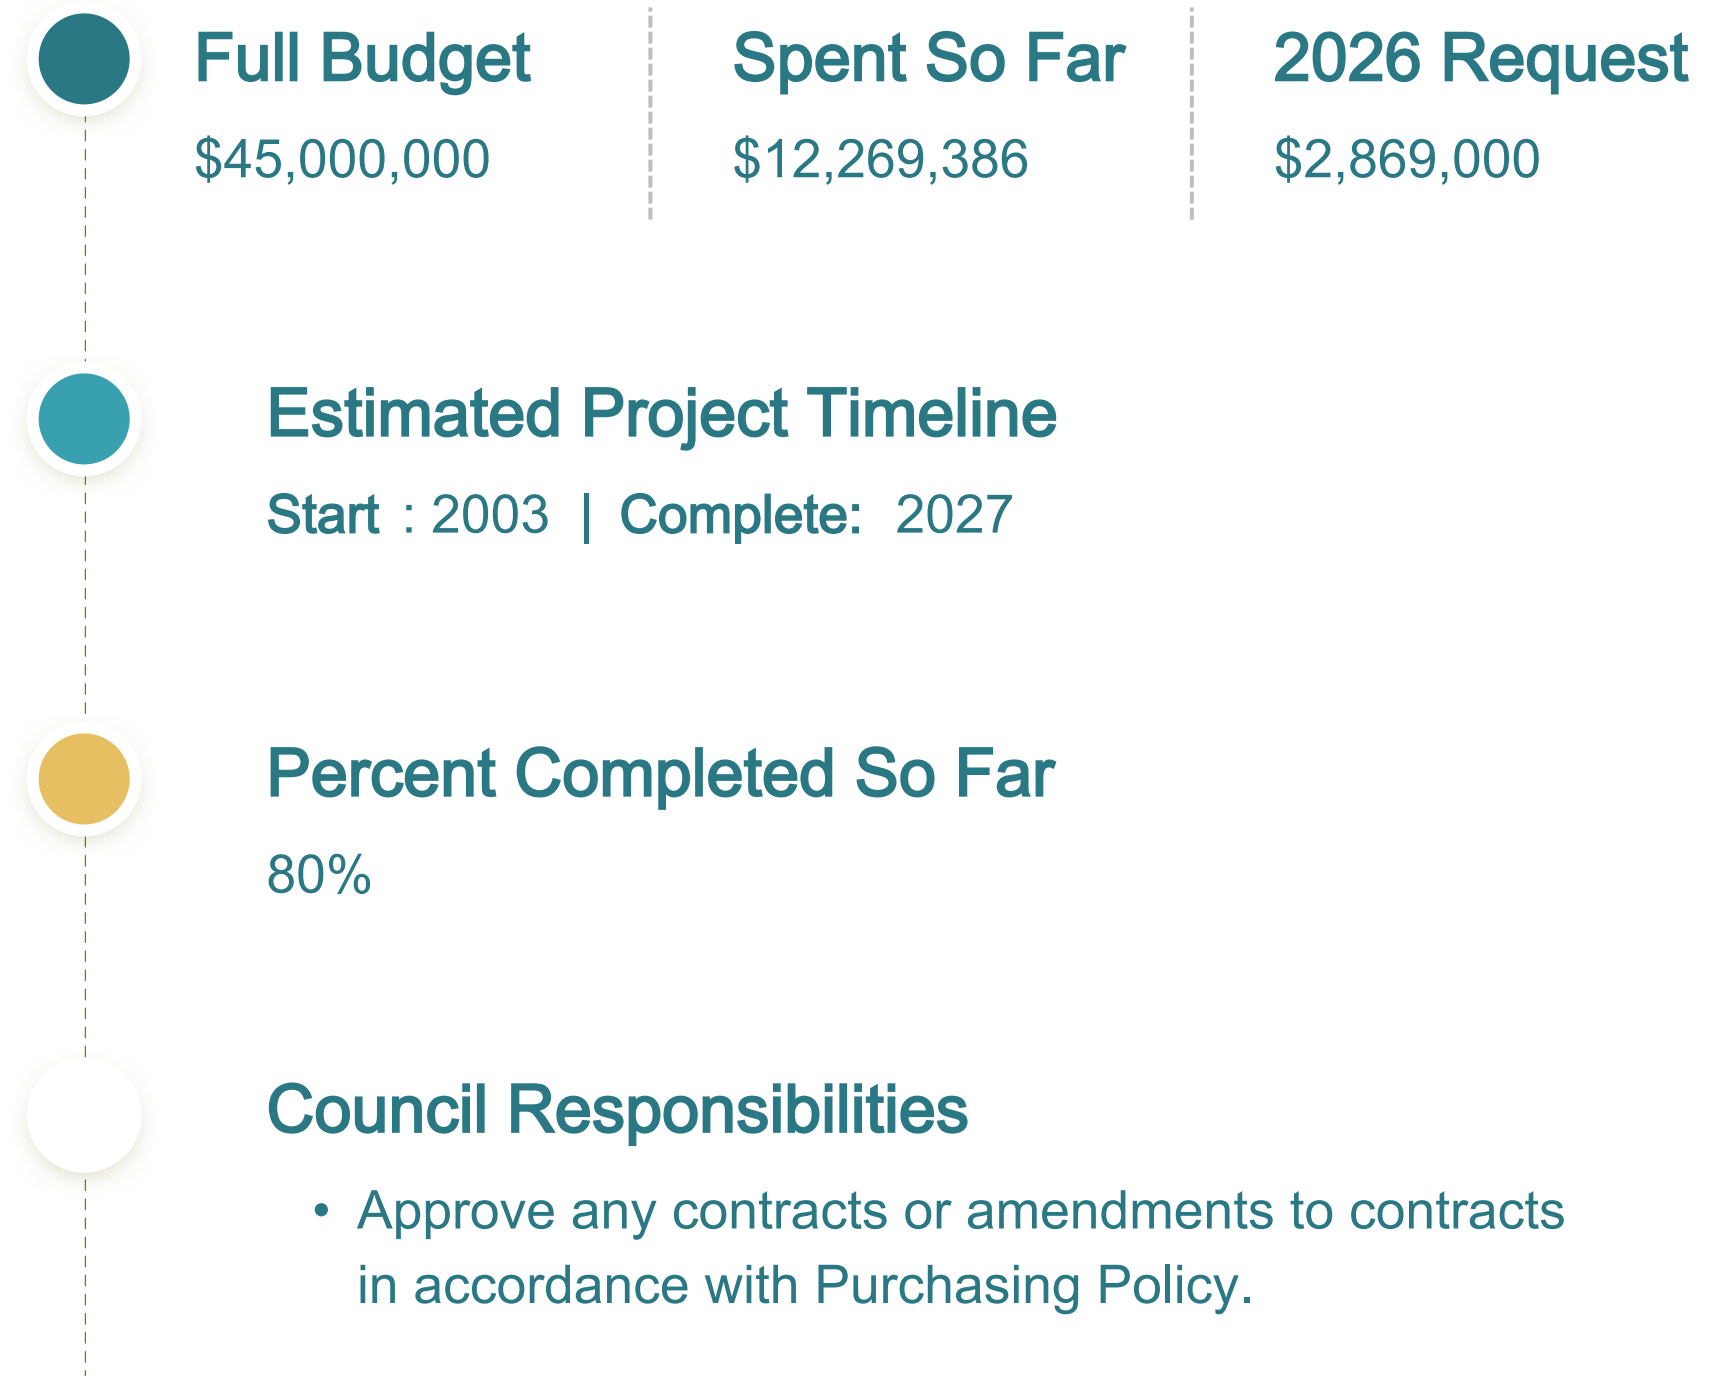 Full Budget
Spent So Far
2026 Request
$45,000,000
$12,269,386
$2,869,000
Estimated Project Timeline
Start : 2003 | Complete: 2027
Percent Completed So Far
80%
Council Responsibilities
• Approve any contracts or amendments to contracts
in accordance with Purchasing Policy.